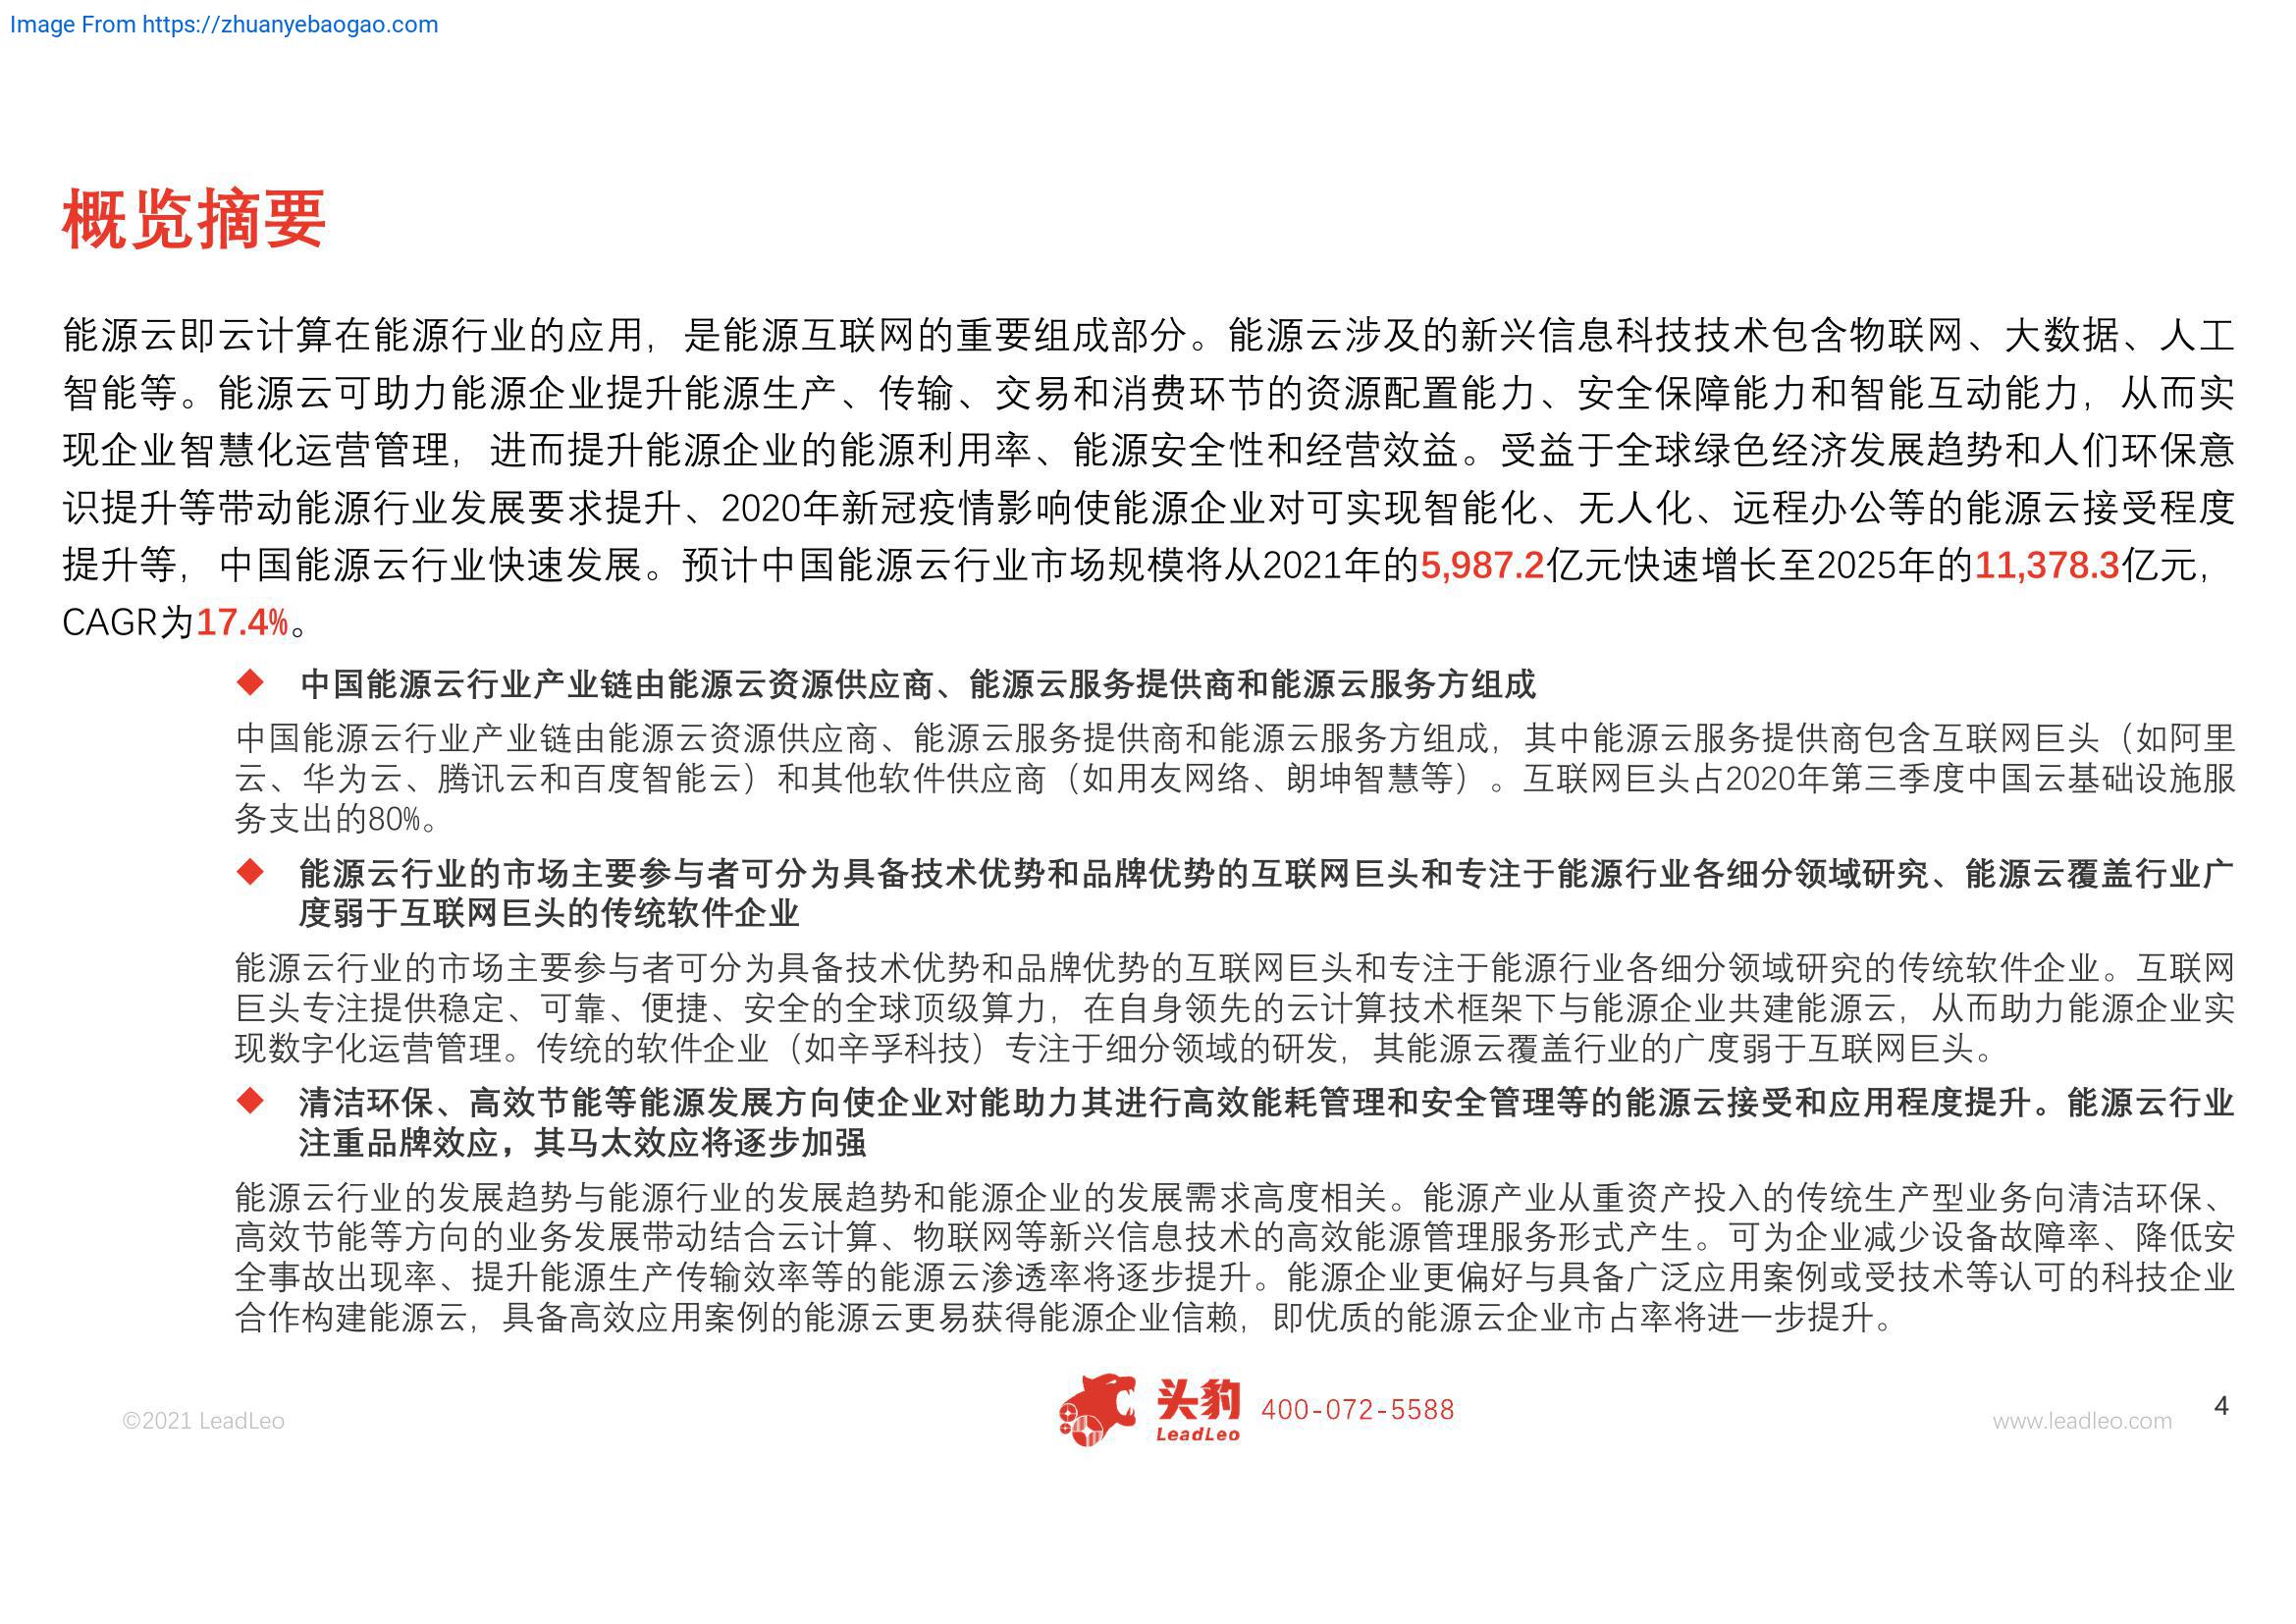 Image From https://zhuanyebaogao.com
概览摘要
能源云即云计算在能源行业的应用，是能源互联网的重要组成部分。能源云涉及的新兴信息科技技术包含物联网、大数据、人工
智能等。能源云可助力能源企业提升能源生产、传输、交易和消费环节的资源配置能力、安全保障能力和智能互动能力，从而实
现企业智慧化运营管理，进而提升能源企业的能源利用率、能源安全性和经营效益。受益于全球绿色经济发展趋势和人们环保意
识提升等带动能源行业发展要求提升、2020年新冠疫情影响使能源企业对可实现智能化、无人化、远程办公等的能源云接受程度
提升等，中国能源云行业快速发展。预计中国能源云行业市场规模将从2021年的5,987.2亿元快速增长至2025年的11,378.3亿元，
CAGR为17.4%。
◆ 中国能源云行业产业链由能源云资源供应商、能源云服务提供商和能源云服务方组成
中国能源云行业产业链由能源云资源供应商、能源云服务提供商和能源云服务方组成，其中能源云服务提供商包含互联网巨头（如阿里
云、华为云、腾讯云和百度智能云）和其他软件供应商（如用友网络、朗坤智慧等）。互联网巨头占2020年第三季度中国云基础设施服
务支出的80%。
◆ 能源云行业的市场主要参与者可分为具备技术优势和品牌优势的互联网巨头和专注于能源行业各细分领域研究、能源云覆盖行业广
度弱于互联网巨头的传统软件企业
能源云行业的市场主要参与者可分为具备技术优势和品牌优势的互联网巨头和专注于能源行业各细分领域研究的传统软件企业。互联网
巨头专注提供稳定、可靠、便捷、安全的全球顶级算力，在自身领先的云计算技术框架下与能源企业共建能源云，从而助力能源企业实
现数字化运营管理。传统的软件企业（如辛孚科技）专注于细分领域的研发，其能源云覆盖行业的广度弱于互联网巨头。
◆ 清洁环保、高效节能等能源发展方向使企业对能助力其进行高效能耗管理和安全管理等的能源云接受和应用程度提升。能源云行业
注重品牌效应，其马太效应将逐步加强
能源云行业的发展趋势与能源行业的发展趋势和能源企业的发展需求高度相关。能源产业从重资产投入的传统生产型业务向清洁环保、
高效节能等方向的业务发展带动结合云计算、物联网等新兴信息技术的高效能源管理服务形式产生。可为企业减少设备故障率、降低安
全事故出现率、提升能源生产传输效率等的能源云渗透率将逐步提升。能源企业更偏好与具备广泛应用案例或受技术等认可的科技企业
合作构建能源云，具备高效应用案例的能源云更易获得能源企业信赖，即优质的能源云企业市占率将进一步提升。
©2021 LeadLeo
头豹
LeadLeo
400-072-5588
www.leadleo.com
4